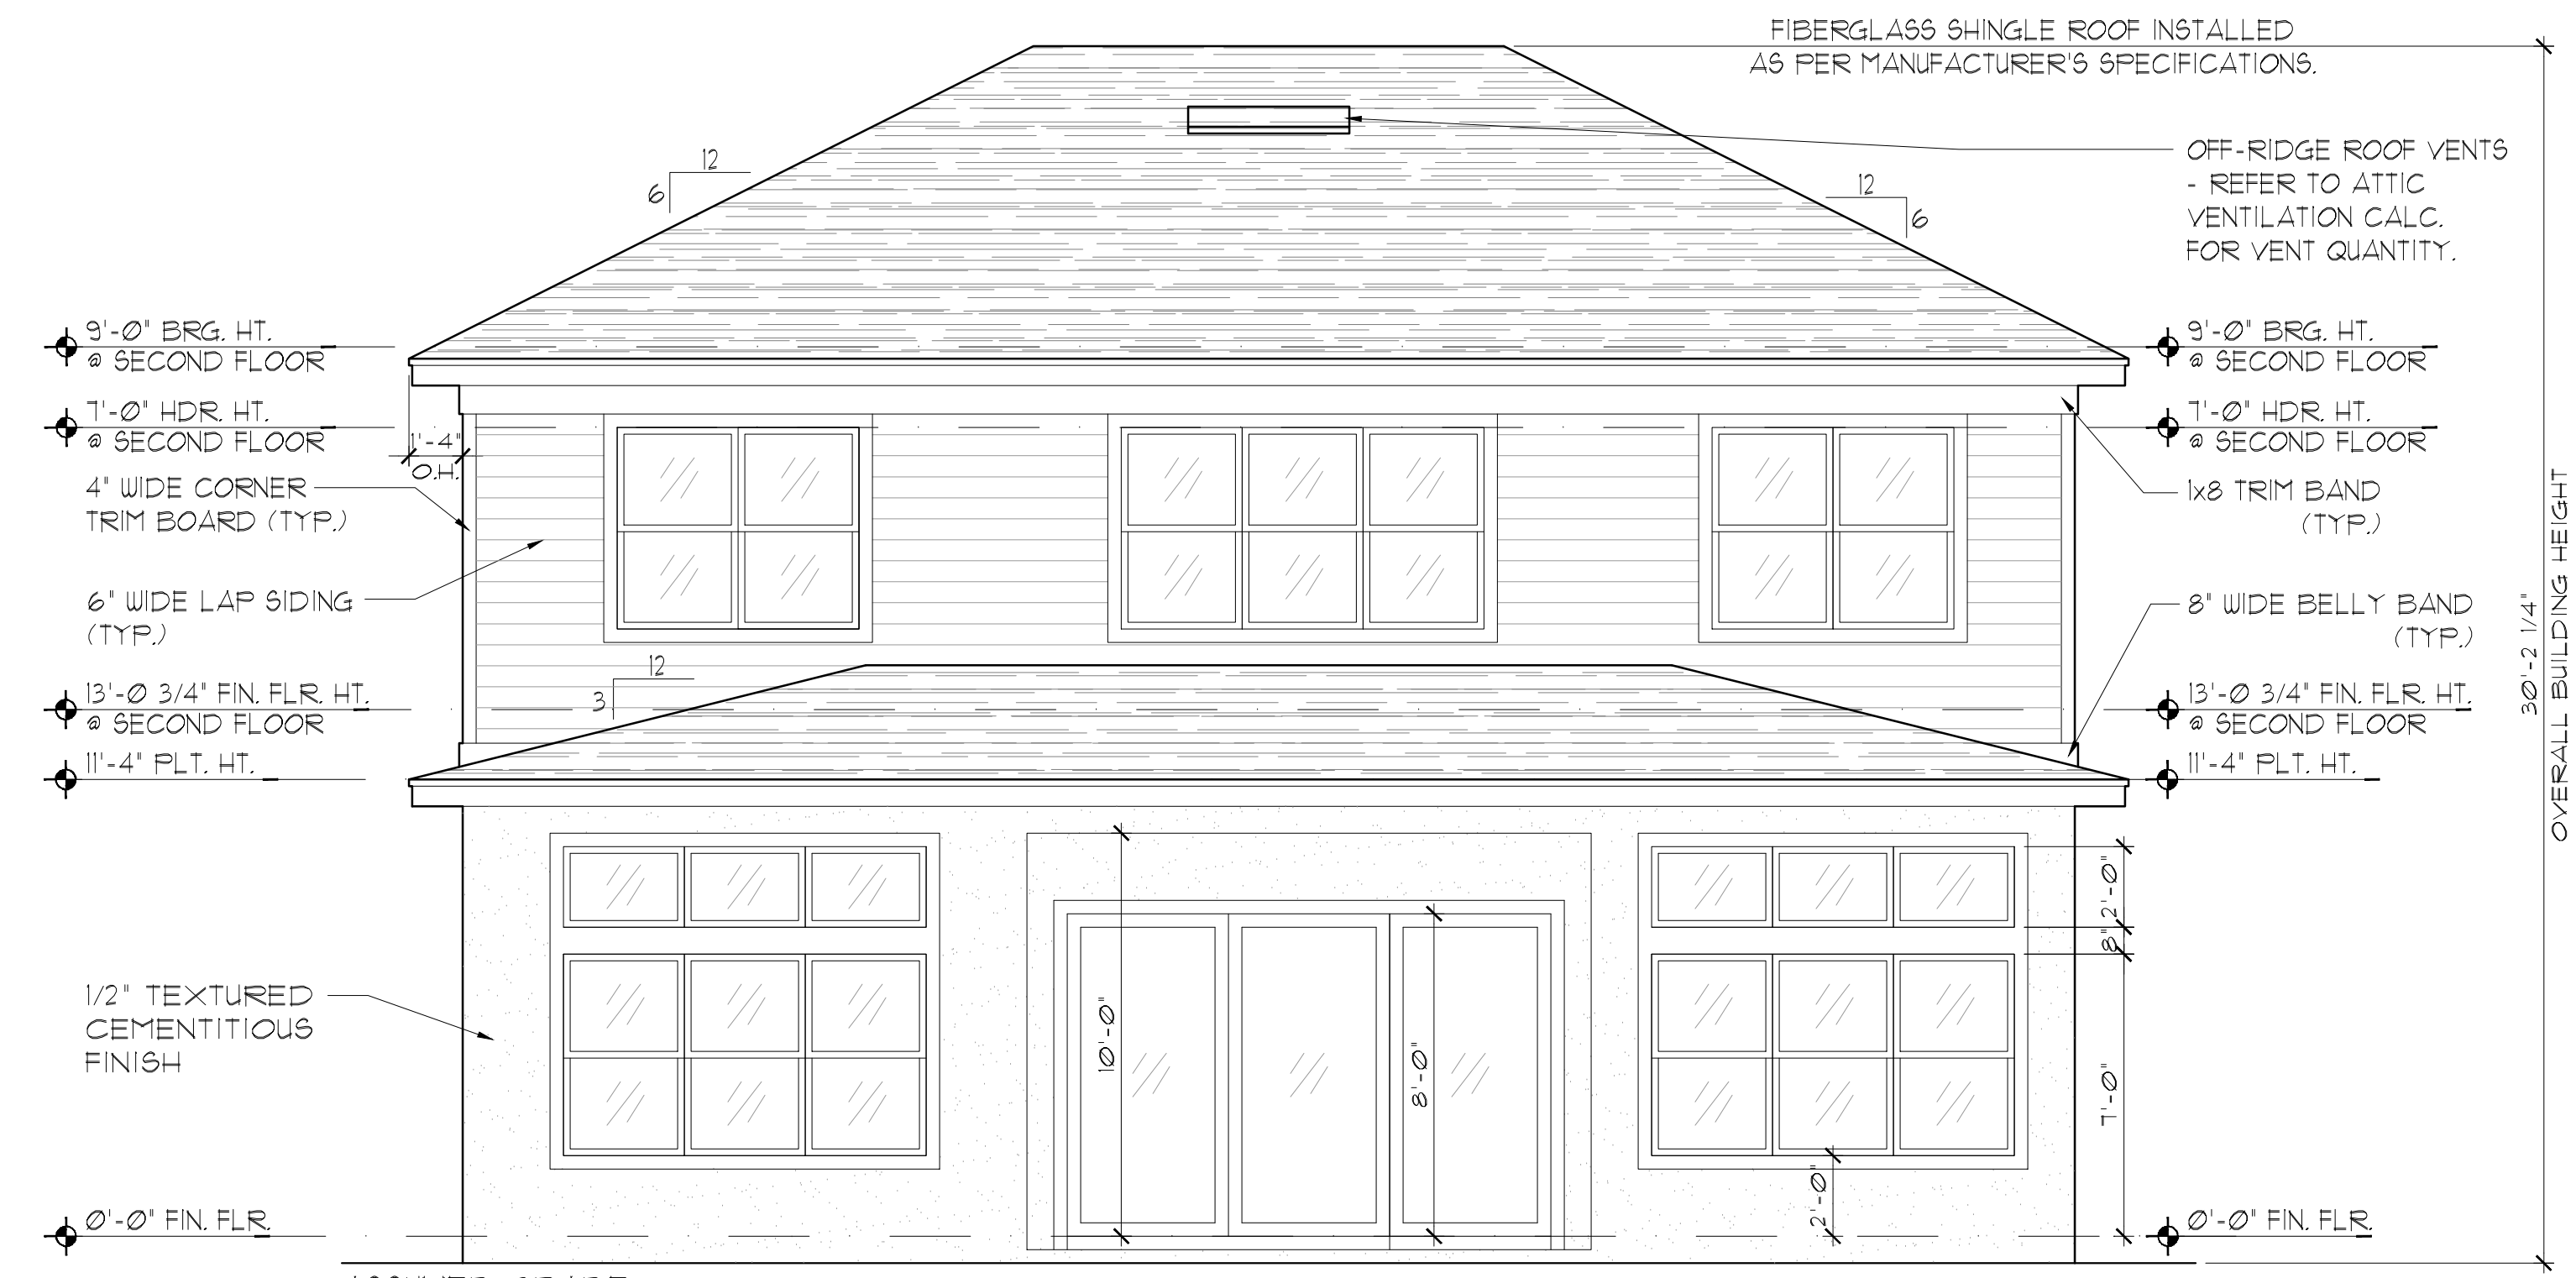 FIBERGLASS SHINGLE ROOF INSTALLED
AS PER MANUFACTURER'S SPECIFICATIONS.
OFF-RIDGE ROOF VENTS
- REFER TO ATTIC
VENTILATION CALC.
FOR VENT QUANTITY.
12
6
12
6
9'-0" BRG. HT.
@ SECOND FLOOR
7'-0" HDR. HT.
@ SECOND FLOOR
1'-4"
O.H.
4" WIDE CORNER
TRIM BOARD (TYP.)
6" WIDE LAP SIDING
(TYP.)
12
3
13'-0 3/4" FIN. FLR. HT.
@ SECOND FLOOR
11'-4" PLT. HT.
1/2" TEXTURED
CEMENTITIOUS
FINISH
0'-0" FIN. FLR.
10'-0"
8'-0"
2'-0"
2'-0"
8"
7'-0"
9'-0" BRG. HT.
@ SECOND FLOOR
7'-0" HDR. HT.
@ SECOND FLOOR
1x8 TRIM BAND
(TYP.)
8" WIDE BELLY BAND
(TYP.)
13'-0 3/4" FIN. FLR. HT.
@ SECOND FLOOR
11'-4" PLT. HT.
0'-0" FIN. FLR.
30'-2 1/4"
OVERALL BUILDING HEIGHT